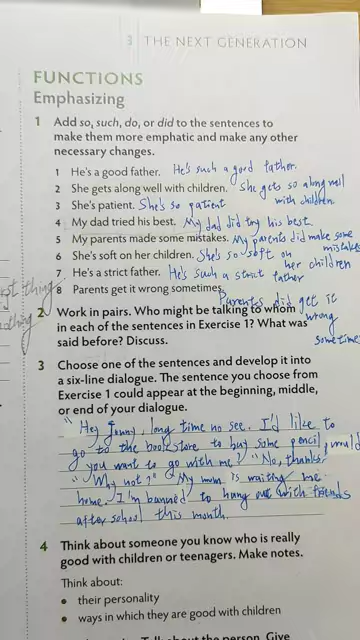 3 THE NEXT GENERATION
FUNCTIONS
Emphasizing
1 Add so, such, do, or did to the sentences to
make them more emphatic and make any other
necessary changes.
1 He's a good father. He's such a good father.
2 She gets along well with children. She gets so along well
with children
3 She's patient. She's so patient
4 My dad tried his best. My dad did try his best
5 My parents made some mistakes. My parents did make some
mistakes
6 She's soft on her children. She's so soft on
her children
7 He's a strict father. He's such a strict father
8 Parents get it wrong sometimes. Parents did get it
wrong
sometimes
thing
2 Work in pairs. Who might be talking to whom
in each of the sentences in Exercise 1? What was
said before? Discuss.
3 Choose one of the sentences and develop it into
a six-line dialogue. The sentence you choose from
Exercise 1 could appear at the beginning, middle,
or end of your dialogue.
"Hey Jenny, long time no see. I'd like to
go to the bookstore to buy some pencil, would
you want to go with me?" "No, thanks."
"Why not?" "My mom is waiting me
home. I'm banned to hang out with friends
after school this month.
4 Think about someone you know who is really
good with children or teenagers. Make notes.
Think about:
• their personality
• ways in which they are good with children